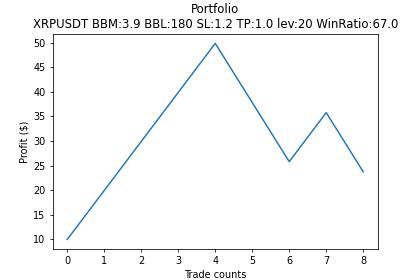 Portfolio
XRPUSDT BBM:3.9 BBL:180 SL:1.2 TP:1.0 lev:20 WinRatio:67.0
50
45
40
35
30
25
20
15
10
Profit ($)
0 1 2 3 4 5 6 7 8
Trade counts